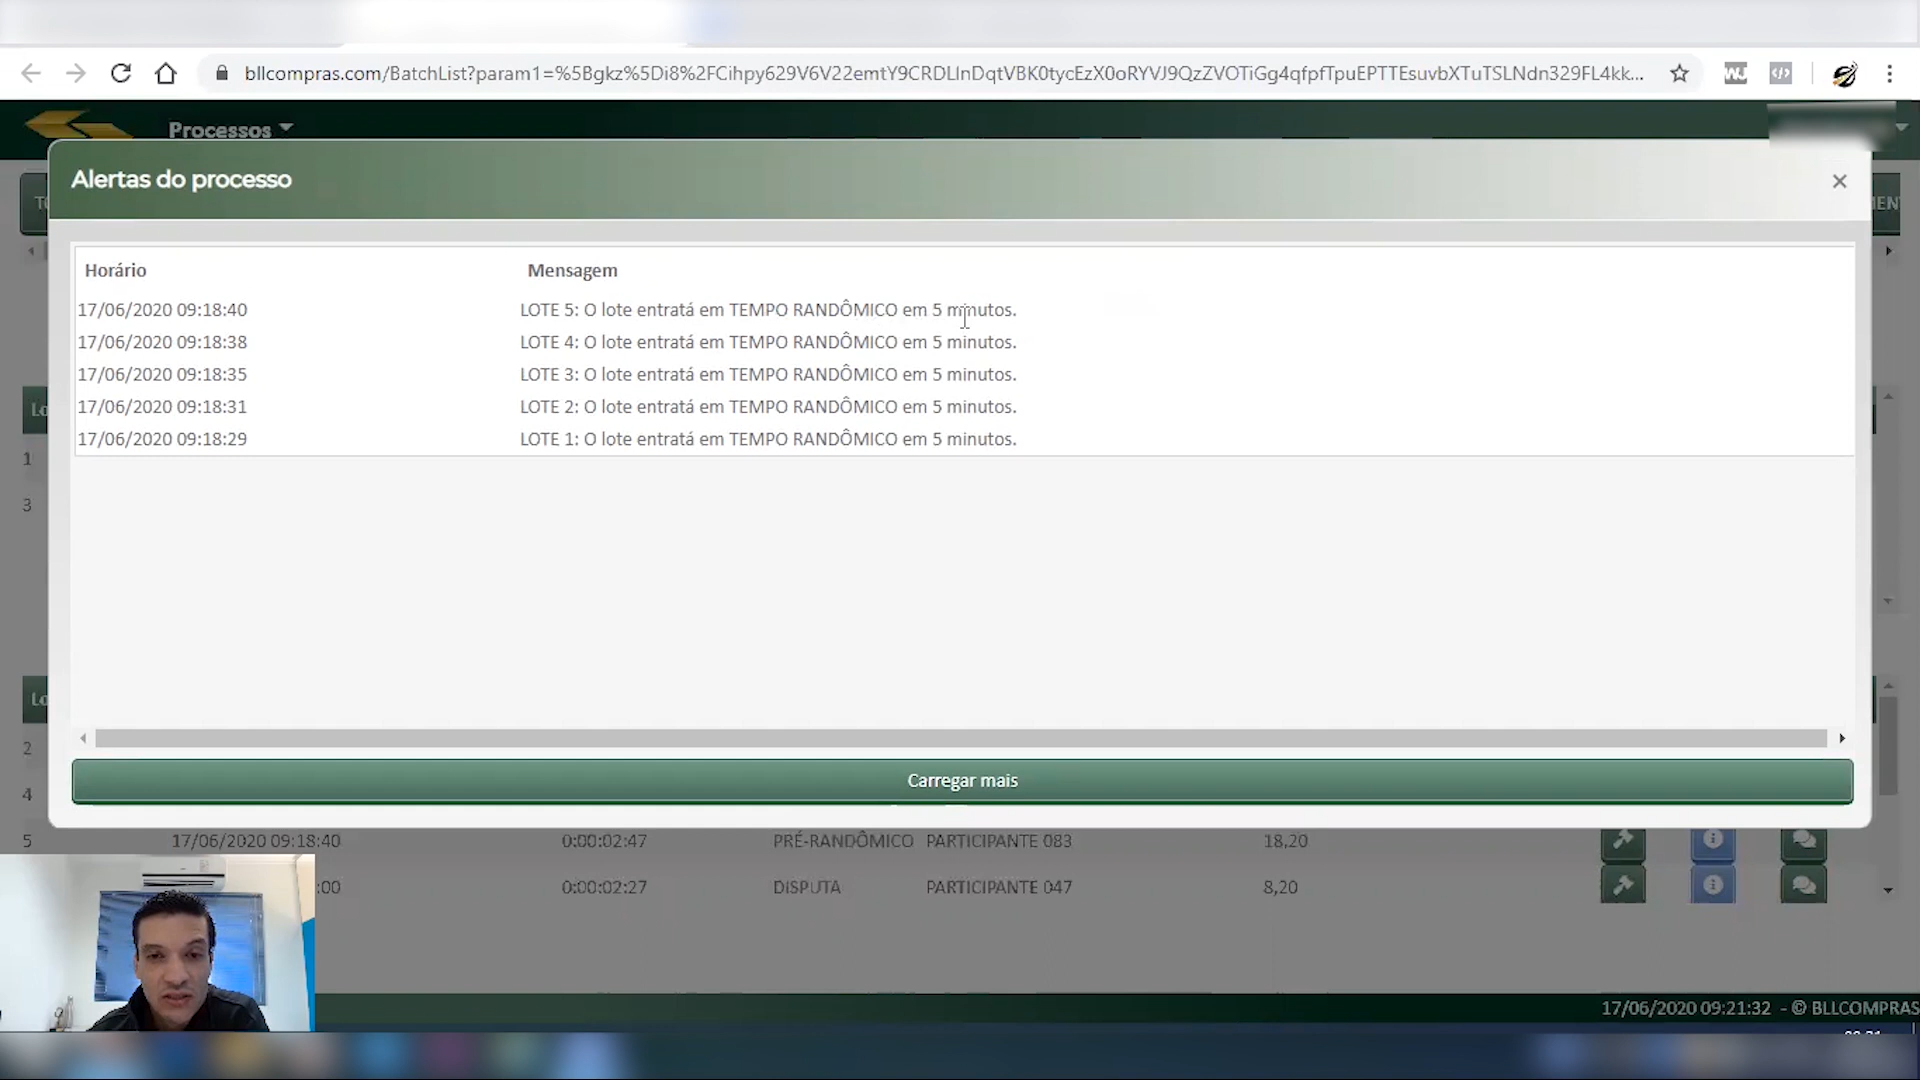 bllcompras.com/BatchList?param1=%5Bgkz%5Di8%2FCihpy629V6V22emtY9CRDLlnDqtVBK0tycEzX0oRYVJ9QzZVOTiGg4qfpfTpuEPTTEsuvbXTuTSLNdn329FL4kk...
Processos
Alertas do processo
×
Horário Mensagem
17/06/2020 09:18:40 LOTE 5: O lote entratá em TEMPO RANDÔMICO em 5 minutos.
17/06/2020 09:18:38 LOTE 4: O lote entratá em TEMPO RANDÔMICO em 5 minutos.
17/06/2020 09:18:35 LOTE 3: O lote entratá em TEMPO RANDÔMICO em 5 minutos.
17/06/2020 09:18:31 LOTE 2: O lote entratá em TEMPO RANDÔMICO em 5 minutos.
17/06/2020 09:18:29 LOTE 1: O lote entratá em TEMPO RANDÔMICO em 5 minutos.
1
3
2
4
Carregar mais
5 17/06/2020 09:18:40 0:00:02:47 PRÉ-RANDÔMICO PARTICIPANTE 083 18,20
:00 0:00:02:27 DISPUTA PARTICIPANTE 047 8,20
17/06/2020 09:21:32 - © BLLCOMPRAS